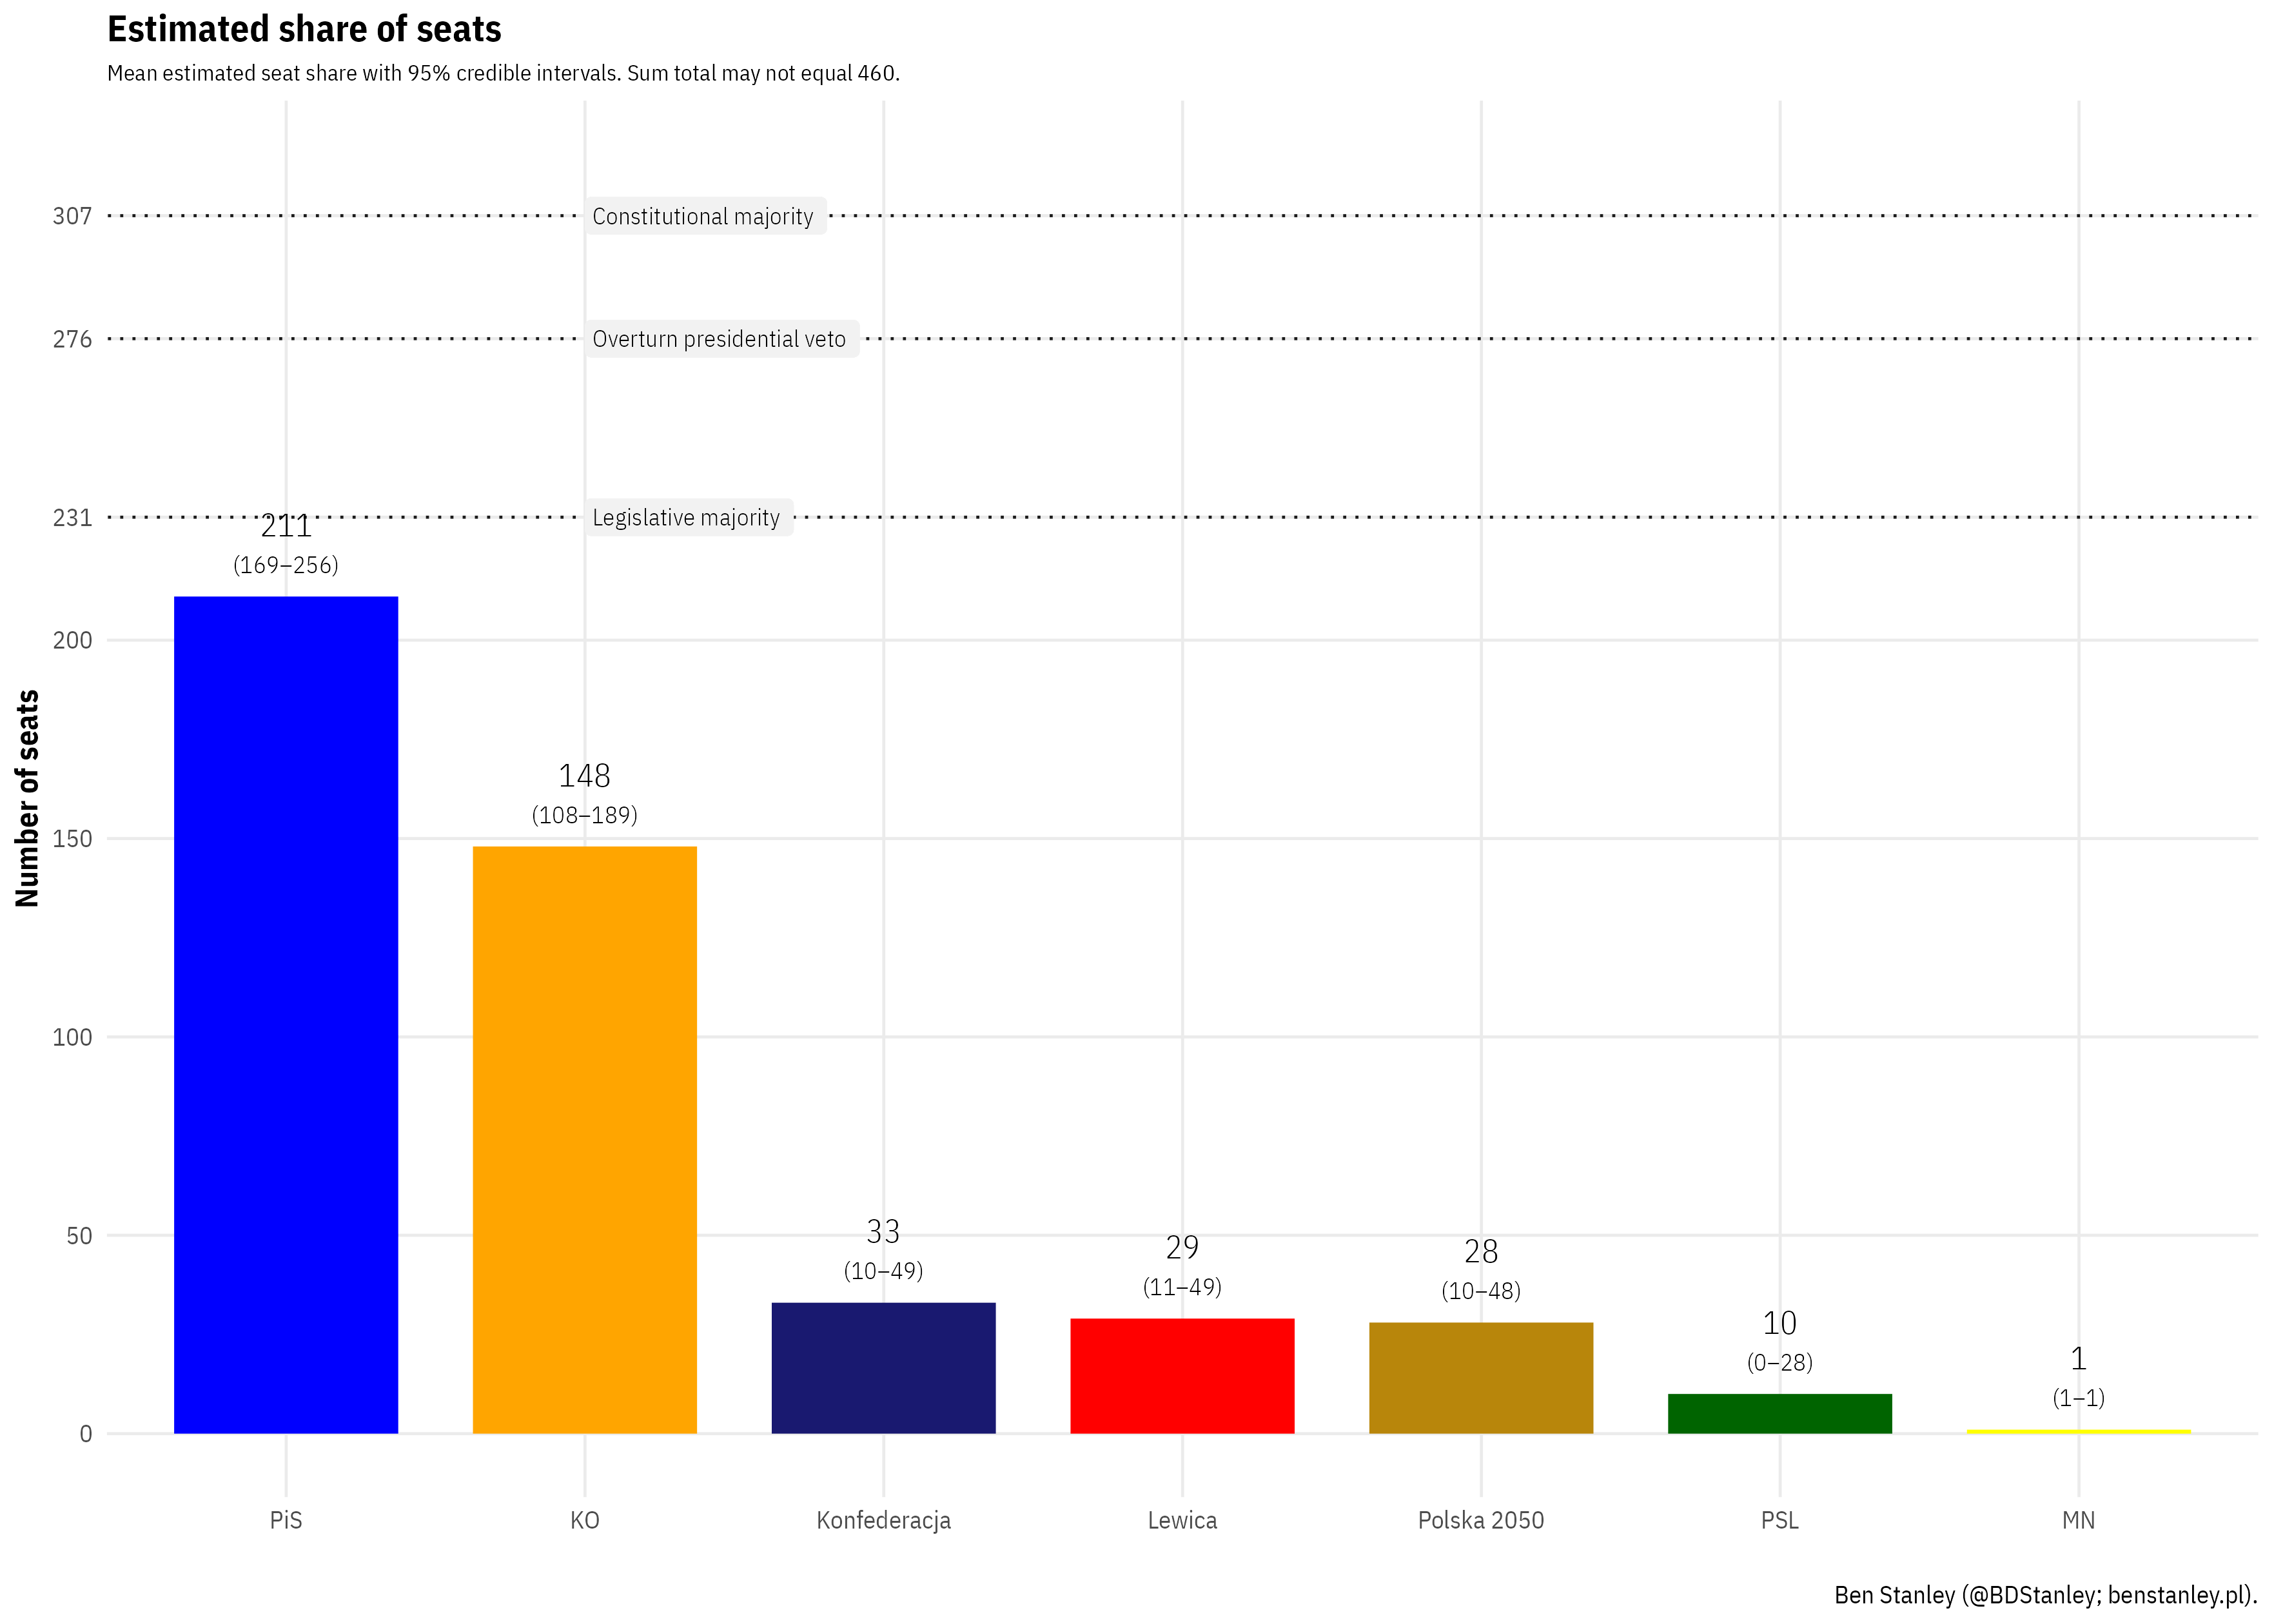 Estimated share of seats
Mean estimated seat share with 95% credible intervals. Sum total may not equal 460.
Number of seats
307
Constitutional majority
276
Overturn presidential veto
231
Legislative majority
200
150
100
50
0
211
(169–256)
148
(108–189)
33
(10–49)
29
(11–49)
28
(10–48)
10
(0–28)
1
(1–1)
PiS
KO
Konfederacja
Lewica
Polska 2050
PSL
MN
Ben Stanley (@BDStanley; benstanley.pl).